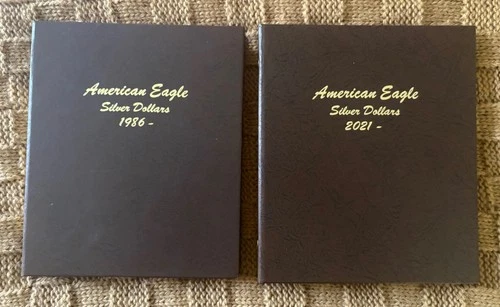 American Eagle
Silver Dollars
1986 -
American Eagle
Silver Dollars
2021 -